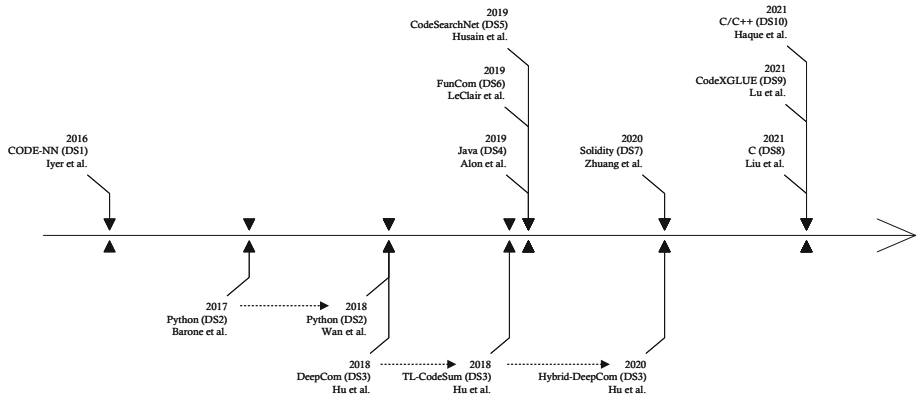 2019
CodeSearchNet (DS5)
Husain et al.
2021
C/C++ (DS10)
Haque et al.
2019
FunCom (DS6)
LeClair et al.
2021
CodeXGLUE (DS9)
Lu et al.
2016
CODE-NN (DS1)
Iyer et al.
2019
Java (DS4)
Alon et al.
2020
Solidity (DS7)
Zhuang et al.
2021
C (DS8)
Liu et al.
2017
Python (DS2)
Barone et al.
2018
Python (DS2)
Wan et al.
2018
DeepCom (DS3)
Hu et al.
2018
TL-CodeSum (DS3)
Hu et al.
2020
Hybrid-DeepCom (DS3)
Hu et al.